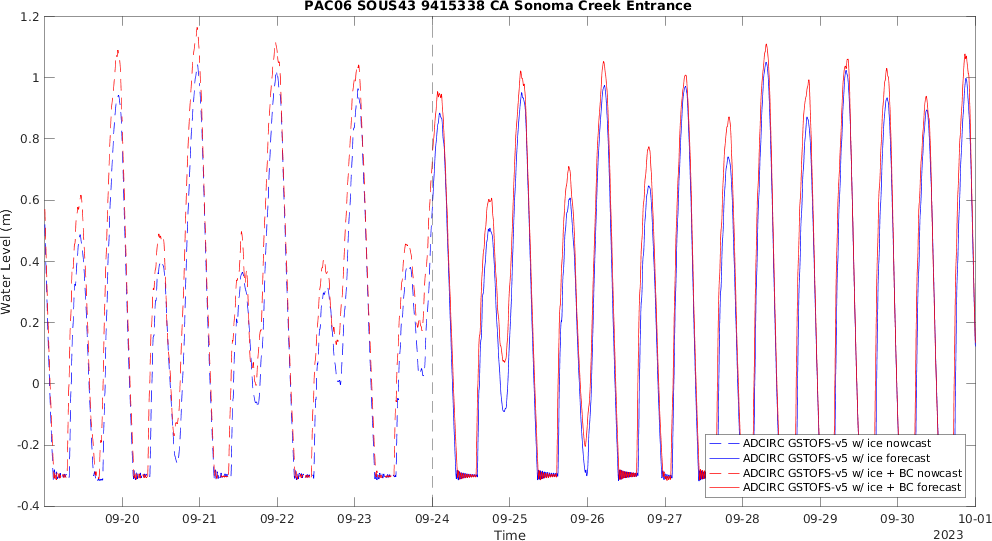 PAC06 SOUS43 9415338 CA Sonoma Creek Entrance
1.2
1
0.8
0.6
0.4
0.2
0
-0.2
-0.4
Water Level (m)
ADCIRC GSTOFS-v5 w/ ice nowcast
ADCIRC GSTOFS-v5 w/ ice forecast
ADCIRC GSTOFS-v5 w/ ice + BC nowcast
ADCIRC GSTOFS-v5 w/ ice + BC forecast
09-20 09-21 09-22 09-23 09-24 09-25 09-26 09-27 09-28 09-29 09-30 10-01
Time
2023